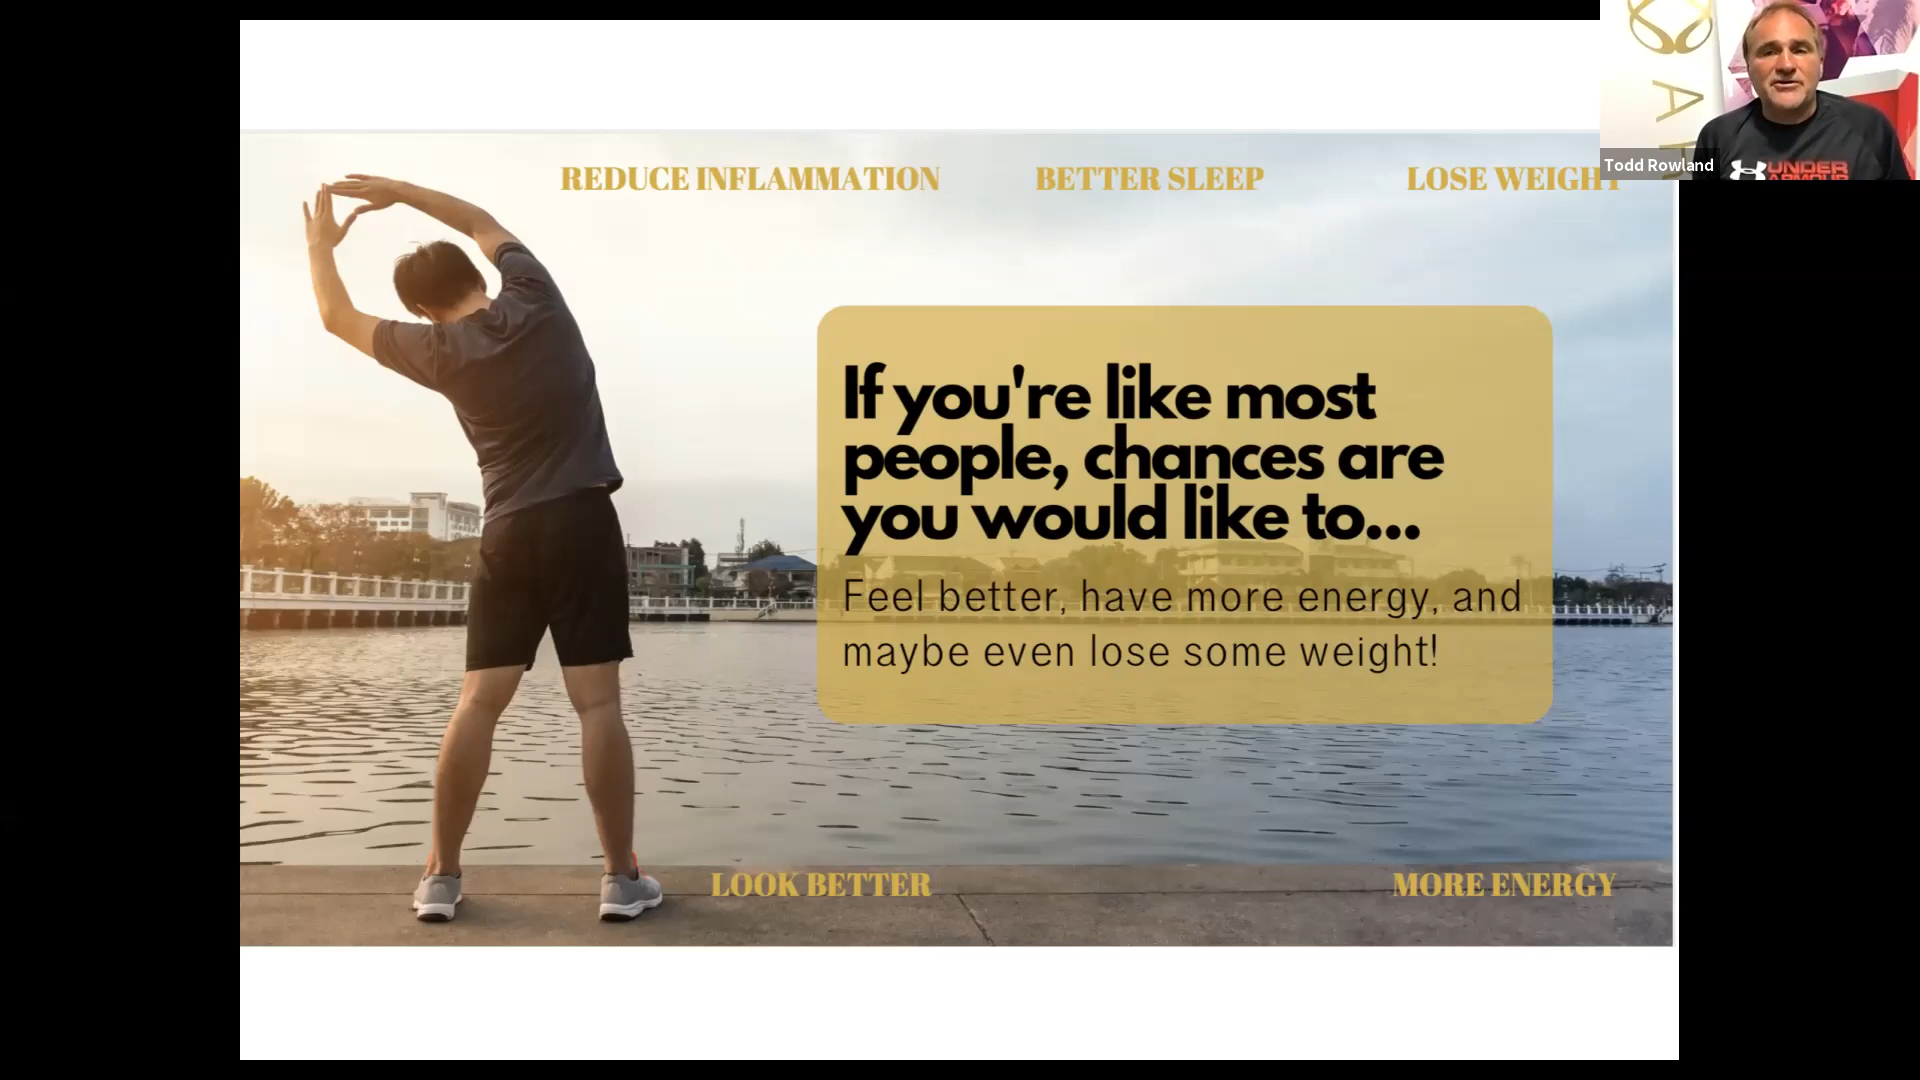 REDUCE INFLAMMATION BETTER SLEEP LOSE WEIGHT
Todd Rowland
UNDER
ARMOUR
If you're like most
people, chances are
you would like to...
Feel better, have more energy, and
maybe even lose some weight!
LOOK BETTER MORE ENERGY